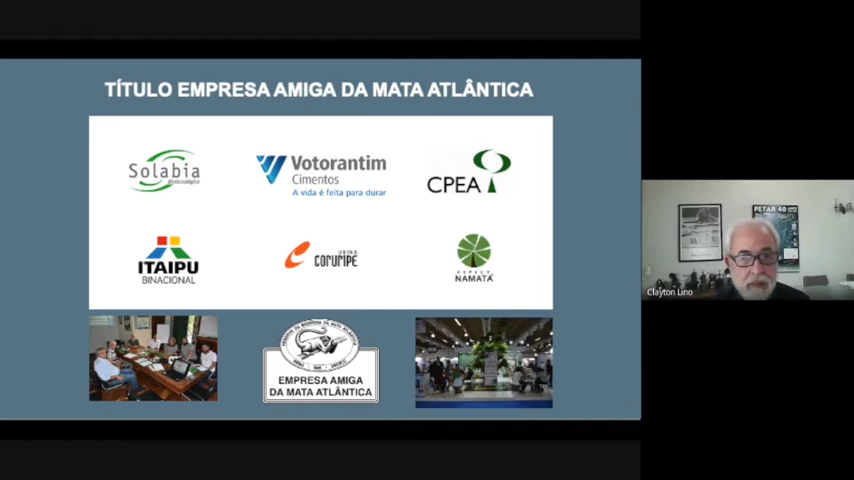 TÍTULO EMPRESA AMIGA DA MATA ATLÂNTICA
Solabia
Votorantim
Cimentos
A vida é feita para durar
CPEA
ITAIPU
BINACIONAL
USINA
CORURIPE
ESPAÇO
NAMATA
EMPRESA AMIGA
DA MATA ATLÂNTICA
PETAR 40
Clayton Lino